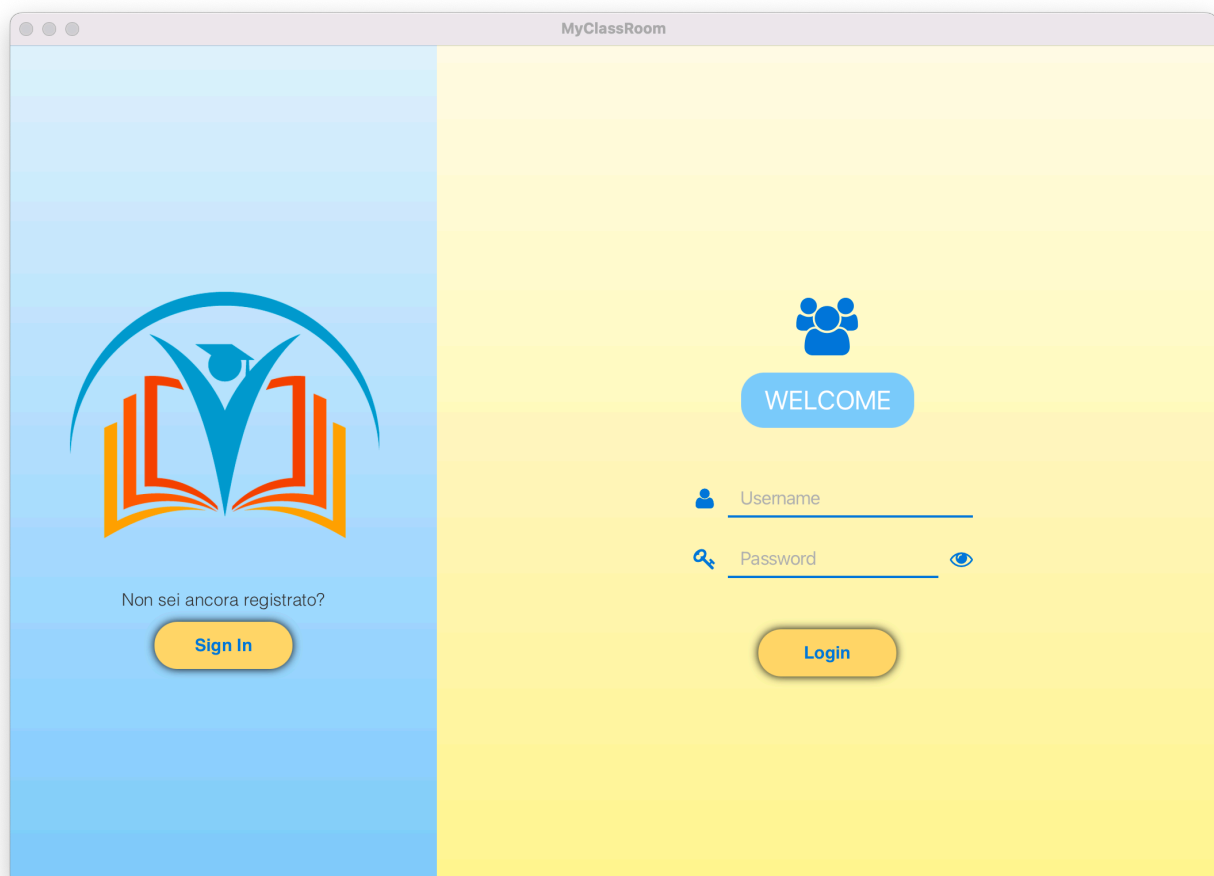 MyClassRoom
Non sei ancora registrato?
Sign In
WELCOME
Username
Password
Login